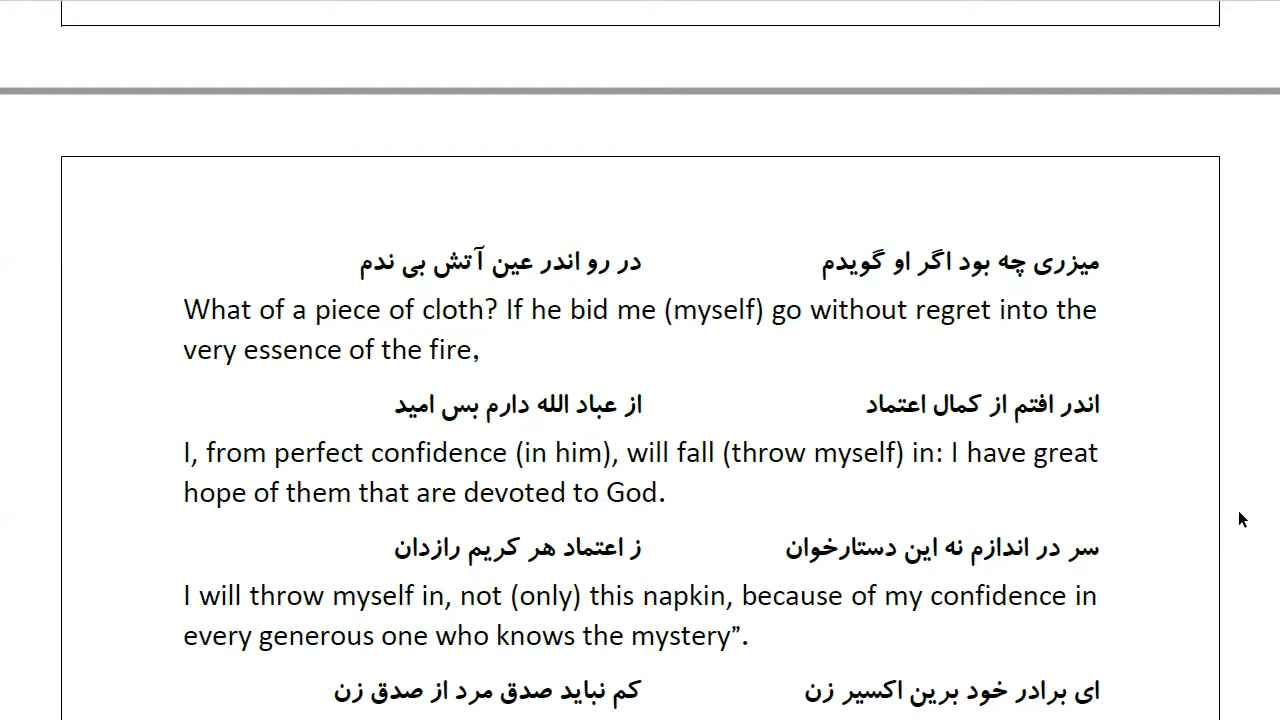 میزری چه بود اگر او گویدم در رو اندر عین آتش بی ندم
What of a piece of cloth? If he bid me (myself) go without regret into the
very essence of the fire,
اندر افتم از کمال اعتماد از عباد الله دارم بس امید
I, from perfect confidence (in him), will fall (throw myself) in: I have great
hope of them that are devoted to God.
سر در اندازم نه این دستارخوان ز اعتماد هر کریم رازدان
I will throw myself in, not (only) this napkin, because of my confidence in
every generous one who knows the mystery”.
ای برادر خود برین اکسیر زن کم نباید صدق مرد از صدق زن